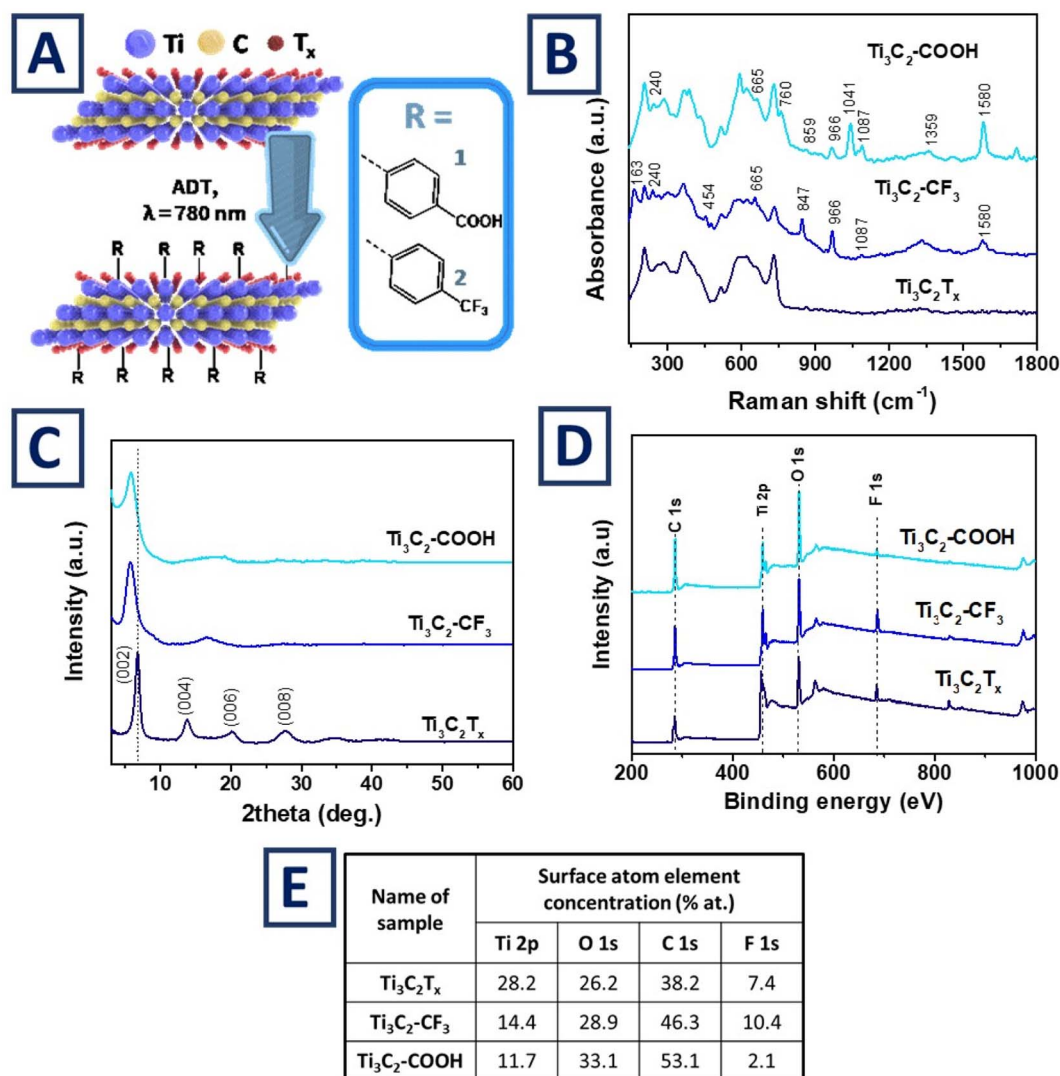 A
Ti C Tx
ADT,
λ = 780 nm
R R R R
R R R R R
R =
1
COOH
2
CF3
B
Absorbance (a.u.)
Ti3C2-COOH
240 665 760 859 966 1041 1087 1359 1580
Ti3C2-CF3
163 240 454 665 847 966 1087 1580
Ti3C2Tx
300 600 900 1200 1500 1800
Raman shift (cm-1)
C
Intensity (a.u.)
Ti3C2-COOH
Ti3C2-CF3
(002) (004) (006) (008)
Ti3C2Tx
10 20 30 40 50 60
2theta (deg.)
D
Intensity (a.u)
C 1s Ti 2p O 1s F 1s
Ti3C2-COOH
Ti3C2-CF3
Ti3C2Tx
200 400 600 800 1000
Binding energy (eV)
E
Name of sample
Surface atom element
concentration (% at.)
Ti 2p O 1s C 1s F 1s
Ti3C2Tx 28.2 26.2 38.2 7.4
Ti3C2-CF3 14.4 28.9 46.3 10.4
Ti3C2-COOH 11.7 33.1 53.1 2.1